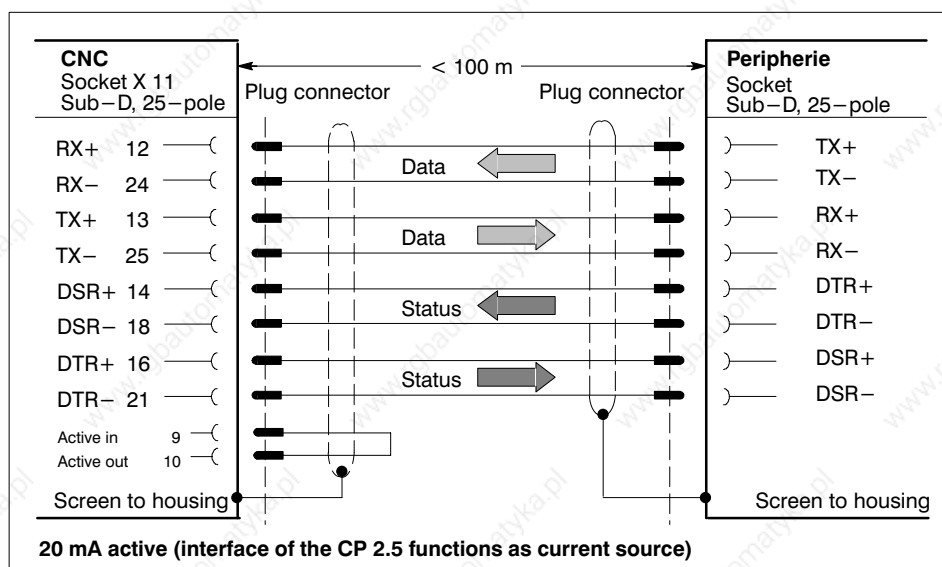 CNC
Socket X 11
Sub−D, 25−pole
< 100 m
Peripherie
Socket
Sub−D, 25−pole
Plug connector
Plug connector
RX+ 12
Data
TX+
RX− 24
TX−
TX+ 13
Data
RX+
TX− 25
RX−
DSR+ 14
Status
DTR+
DSR− 18
DTR−
DTR+ 16
Status
DSR+
DTR− 21
DSR−
Active in 9
Active out 10
Screen to housing
Screen to housing
20 mA active (interface of the CP 2.5 functions as current source)
www.rgbautomatyka.pl